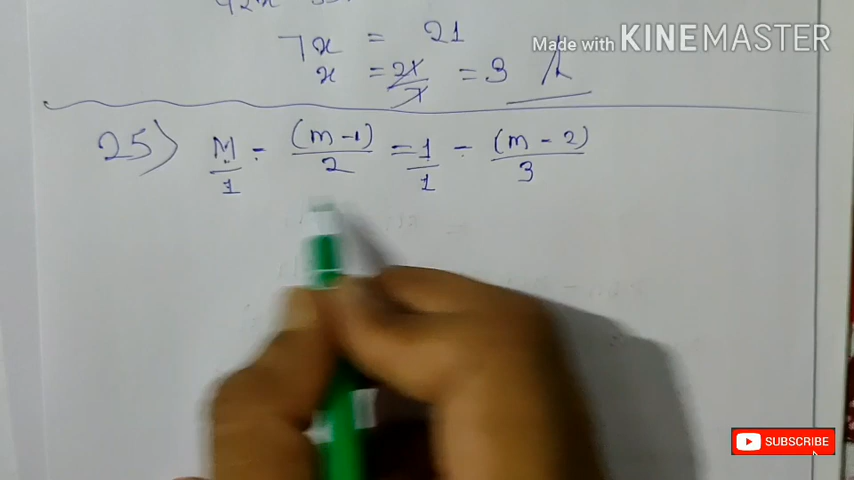 7x = 21
x = 21/7 = 3
Made with KINEMASTER
25) M/1 - (m-1)/2 = 1/1 - (m-2)/3
SUBSCRIBE